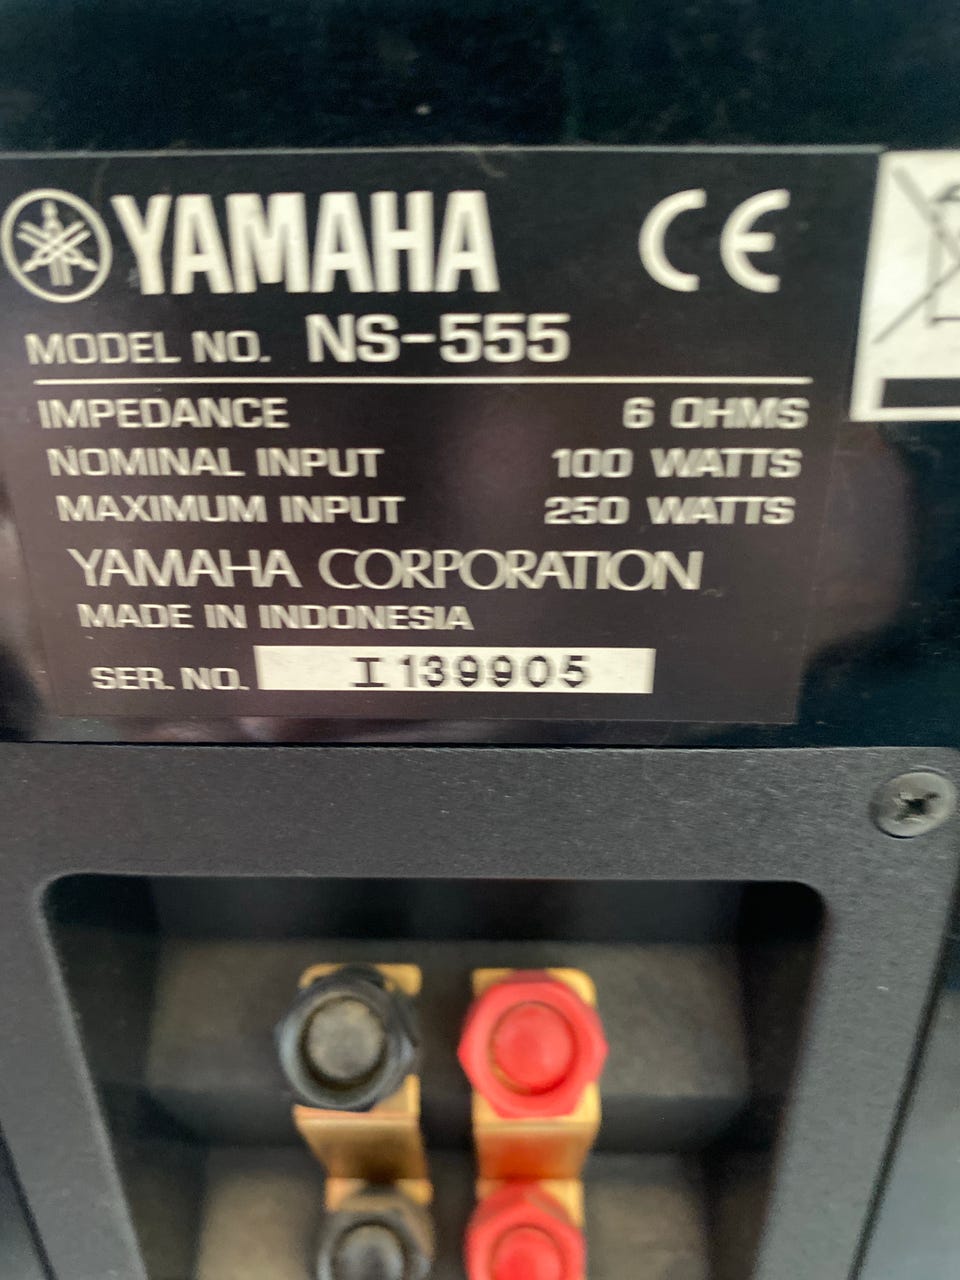 YAMAHA CE
MODEL NO. NS-555
IMPEDANCE 6 OHMS
NOMINAL INPUT 100 WATTS
MAXIMUM INPUT 250 WATTS
YAMAHA CORPORATION
MADE IN INDONESIA
SER. NO. I139905